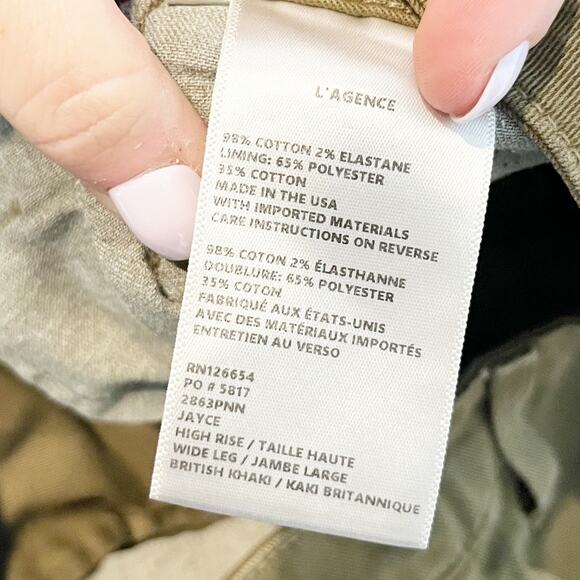 L'AGENCE
98% COTTON 2% ELASTANE
LINING: 65% POLYESTER
35% COTTON
MADE IN THE USA
WITH IMPORTED MATERIALS
CARE INSTRUCTIONS ON REVERSE
98% COTON 2% ÉLASTHANNE
DOUBLURE: 65% POLYESTER
35% COTON
FABRIQUÉ AUX ÉTATS-UNIS
AVEC DES MATÉRIAUX IMPORTÉS
ENTRETIEN AU VERSO
RN126654
PO # 5817
2863PNN
JAYCE
HIGH RISE / TAILLE HAUTE
WIDE LEG / JAMBE LARGE
BRITISH KHAKI / KAKI BRITANNIQUE